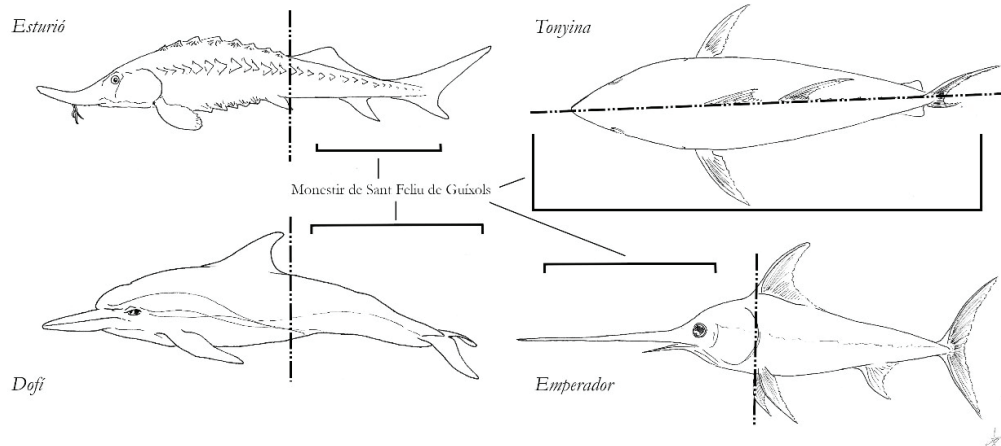 Esturió
Tonyina
Monestir de Sant Feliu de Guíxols
Dofí
Emperador